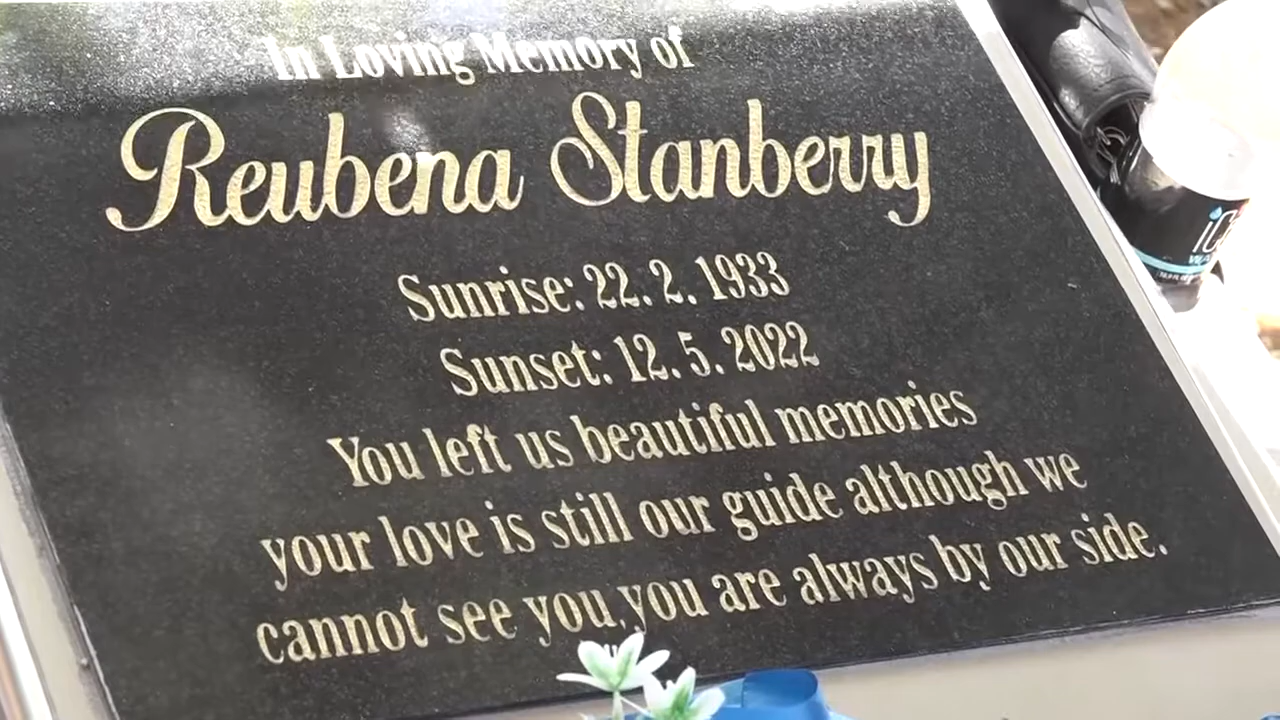 In Loving Memory of
Reubena Stanberry
Sunrise: 22. 2. 1933
Sunset: 12. 5. 2022
You left us beautiful memories
your love is still our guide although we
cannot see you, you are always by our side.